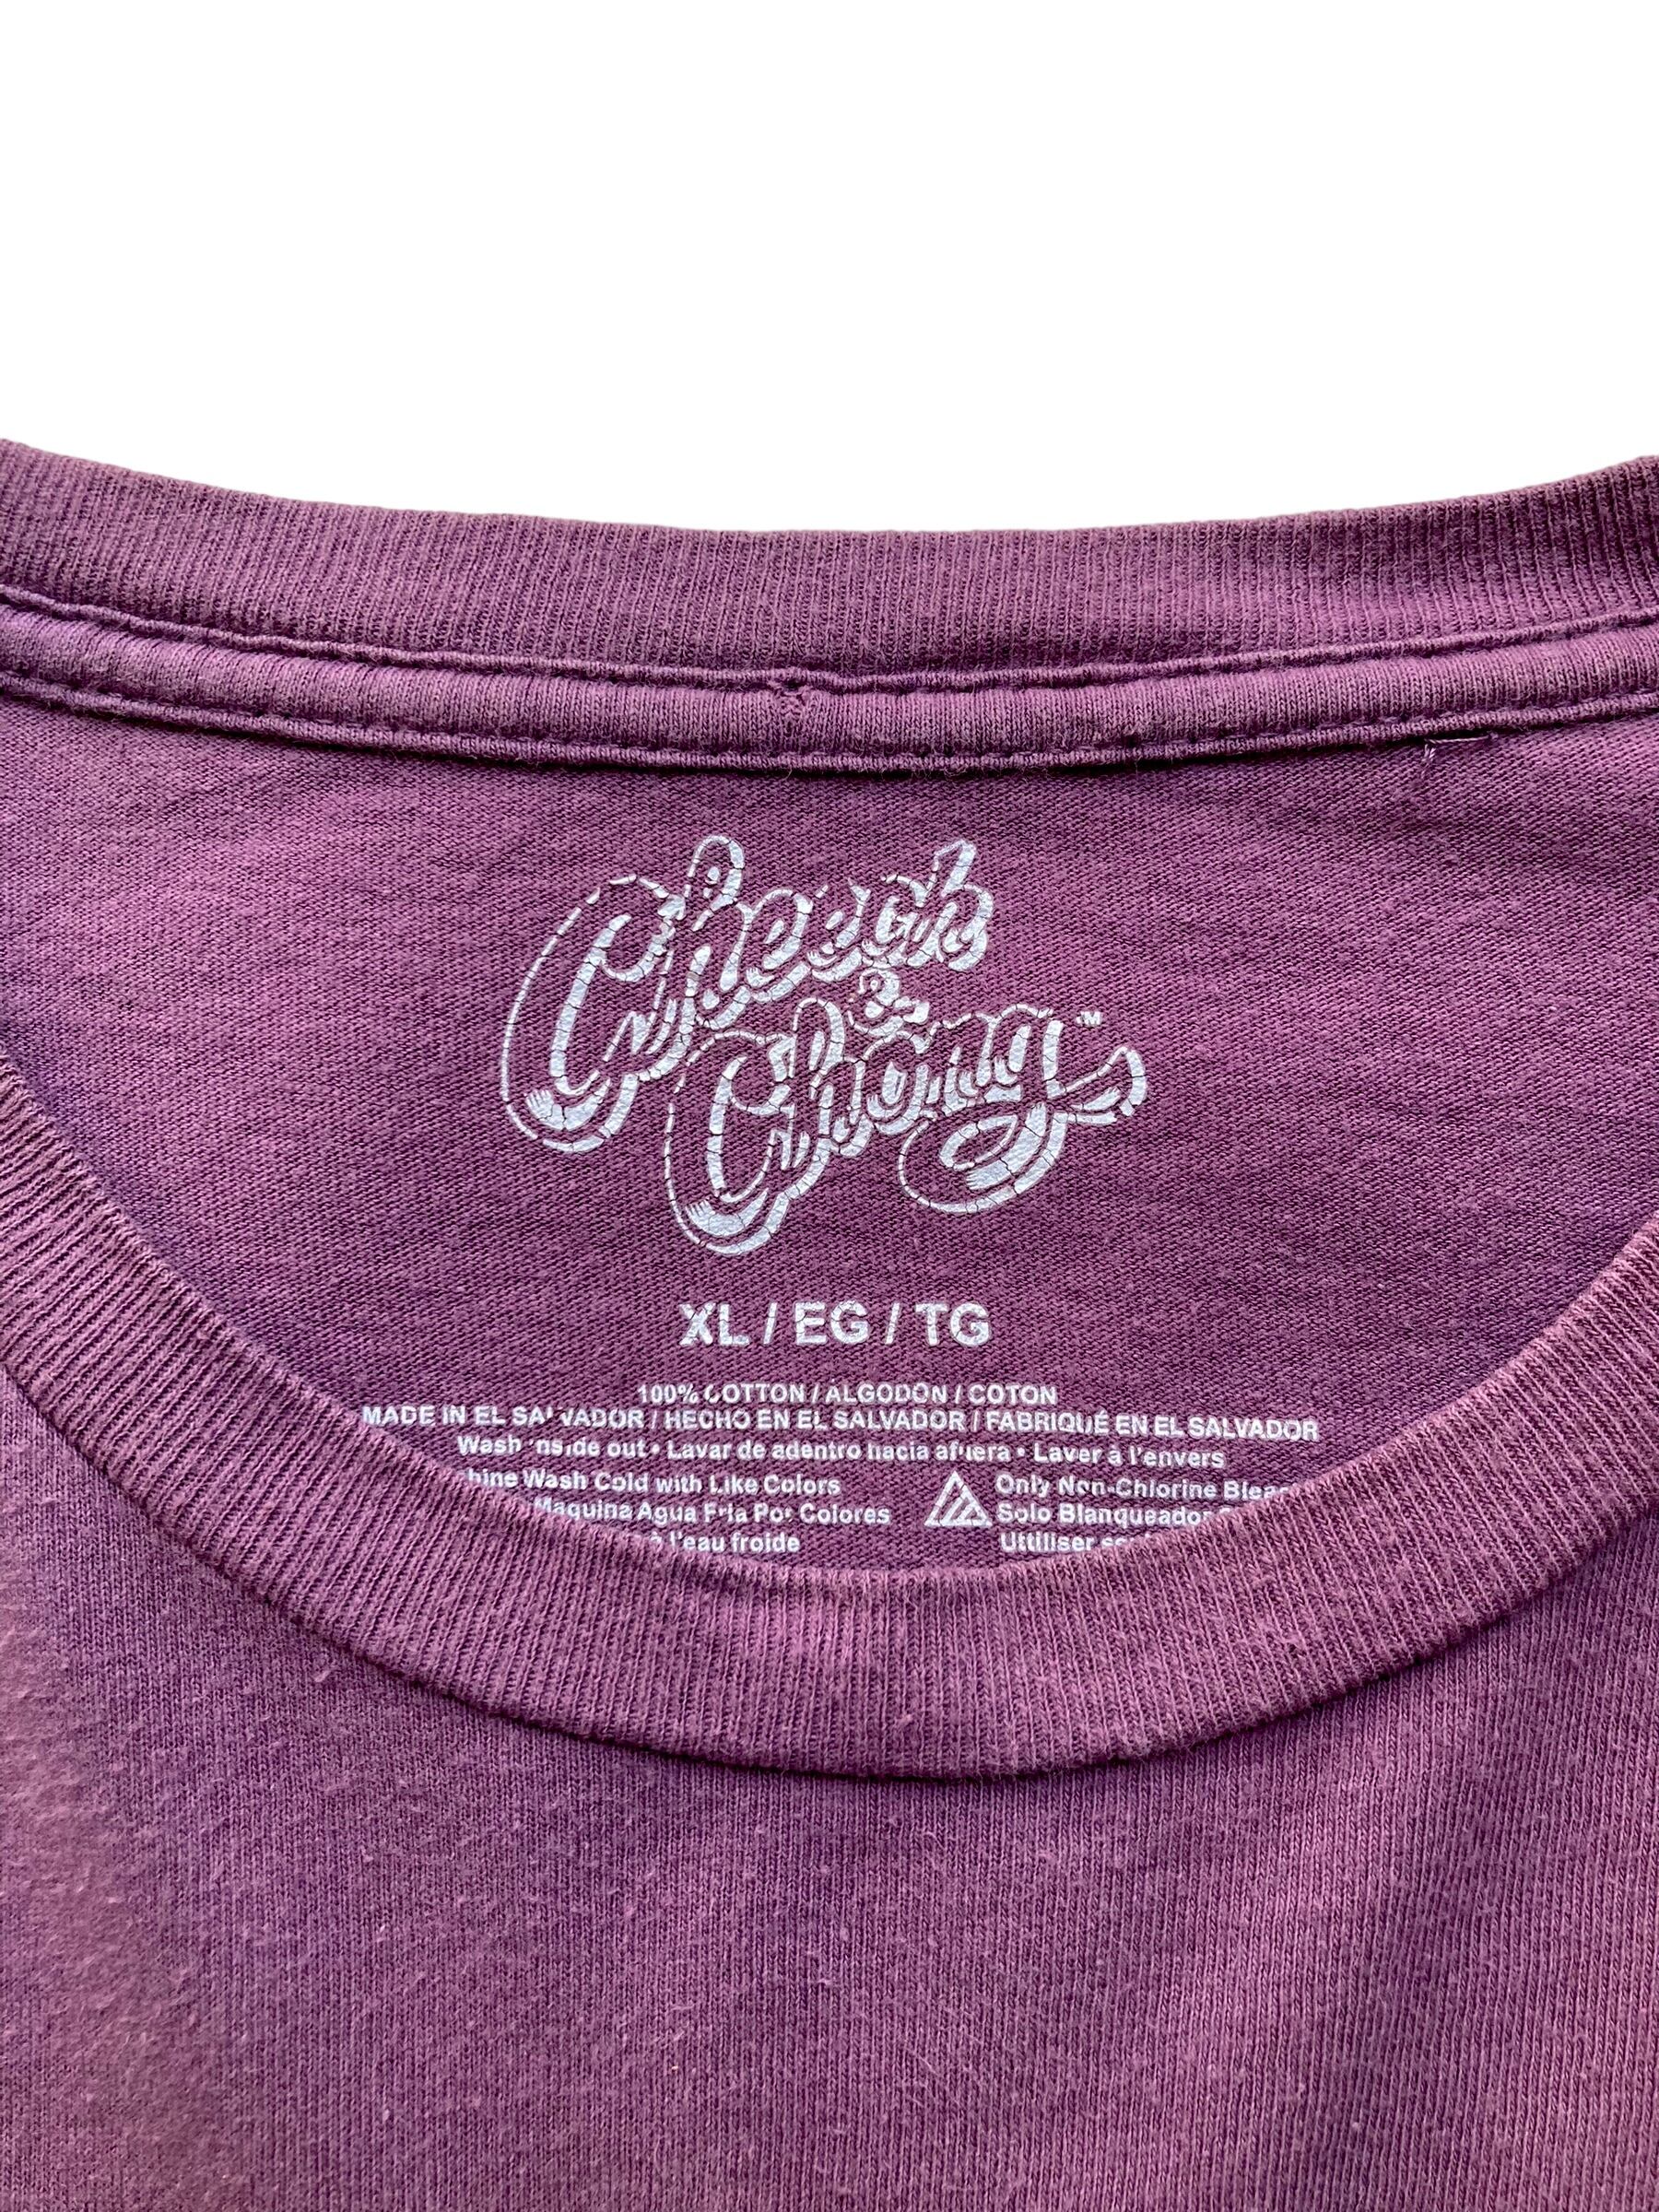 Cheech
&
Chong™
XL / EG / TG
100% COTTON / ALGODON / COTON
MADE IN EL SALVADOR / HECHO EN EL SALVADOR / FABRIQUÉ EN EL SALVADOR
Wash inside out • Lavar de adentro hacia afuera • Laver à l'envers
Wash Cold with Like Colors
Only Non-Chlorine
Maquina Agua Fria Por Colores
Solo Blanqueador
à l'eau froide
Uttiliser